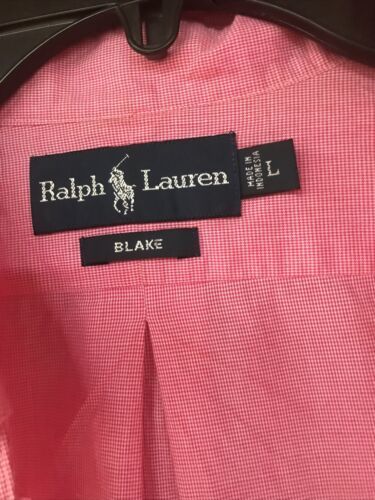 Ralph Lauren
MADE IN
INDONESIA
L
BLAKE